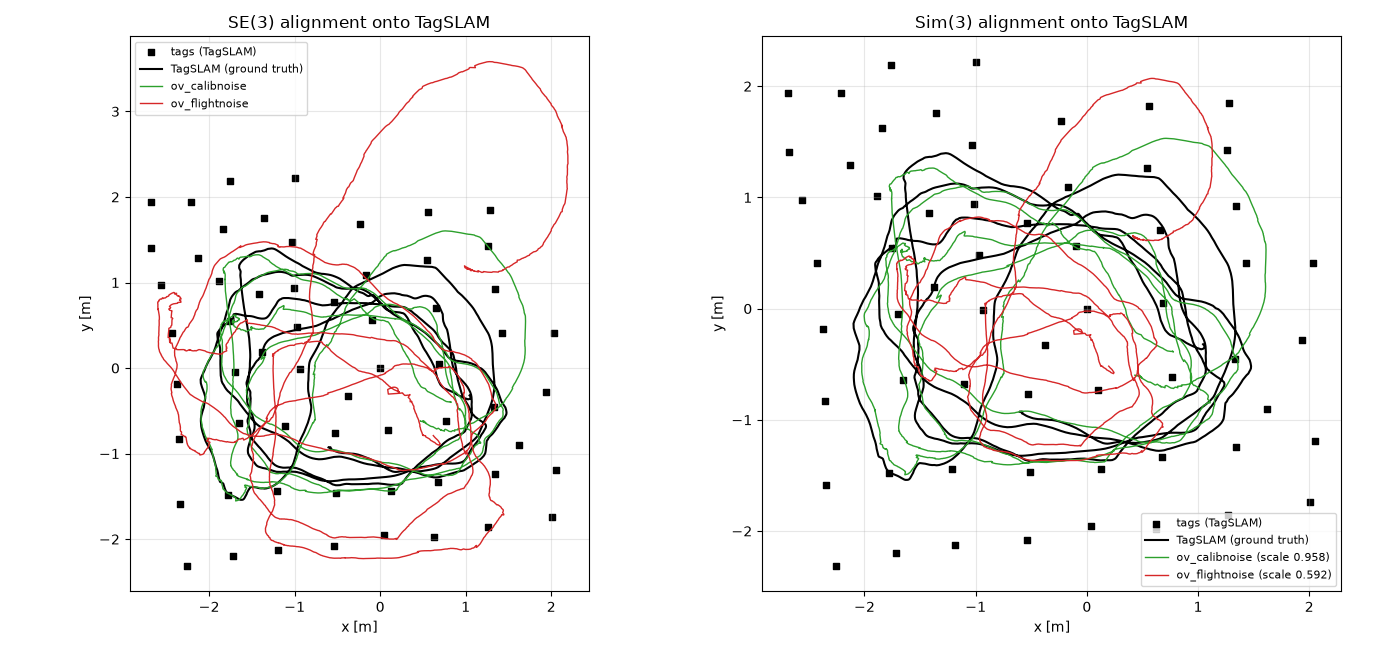 SE(3) alignment onto TagSLAM
tags (TagSLAM)
TagSLAM (ground truth)
ov_calibnoise
ov_flightnoise
3
2
1
0
−1
−2
y [m]
−2
−1
0
1
2
x [m]
Sim(3) alignment onto TagSLAM
2
1
0
−1
−2
y [m]
tags (TagSLAM)
TagSLAM (ground truth)
ov_calibnoise (scale 0.958)
ov_flightnoise (scale 0.592)
−2
−1
0
1
2
x [m]